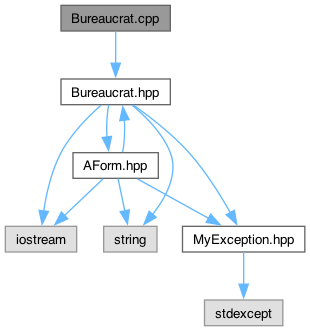 Bureaucrat.cpp
Bureaucrat.hpp
AForm.hpp
iostream
string
MyException.hpp
stdexcept